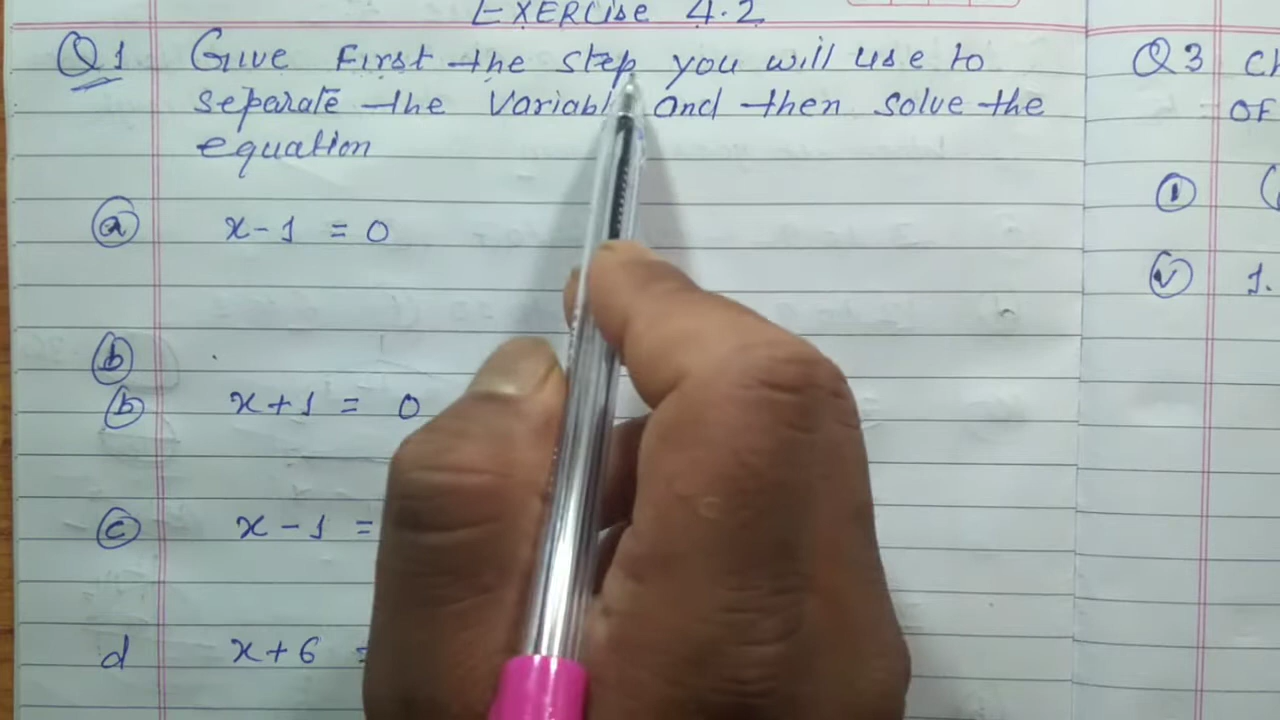 EXERCise 4.2
Q1 Give First the step you will use to
separate the Variabl and then solve the
equation
a x-1 = 0
b
b x+1 = 0
c x-1 =
d x+6 =
Q3
OF
1
v 1.